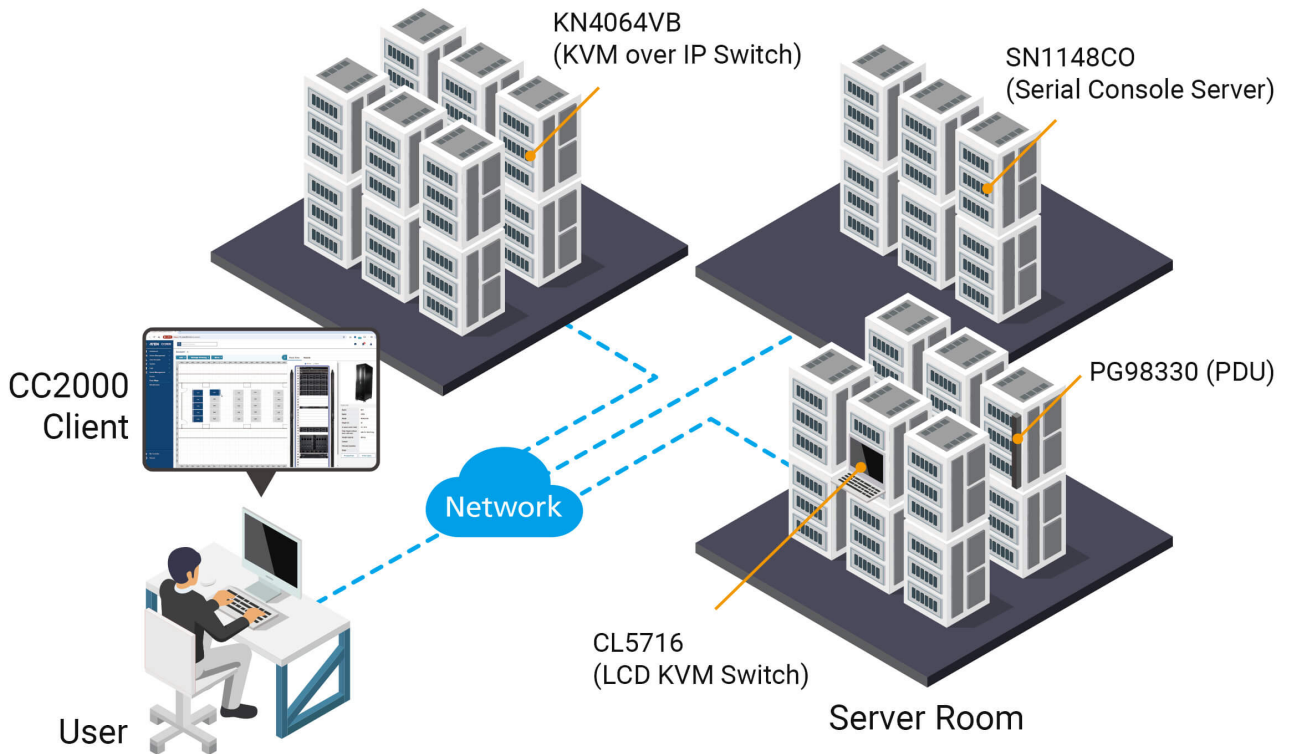 KN4064VB
(KVM over IP Switch)
SN1148CO
(Serial Console Server)
CC2000
Client
PG98330 (PDU)
Network
CL5716
(LCD KVM Switch)
User
Server Room